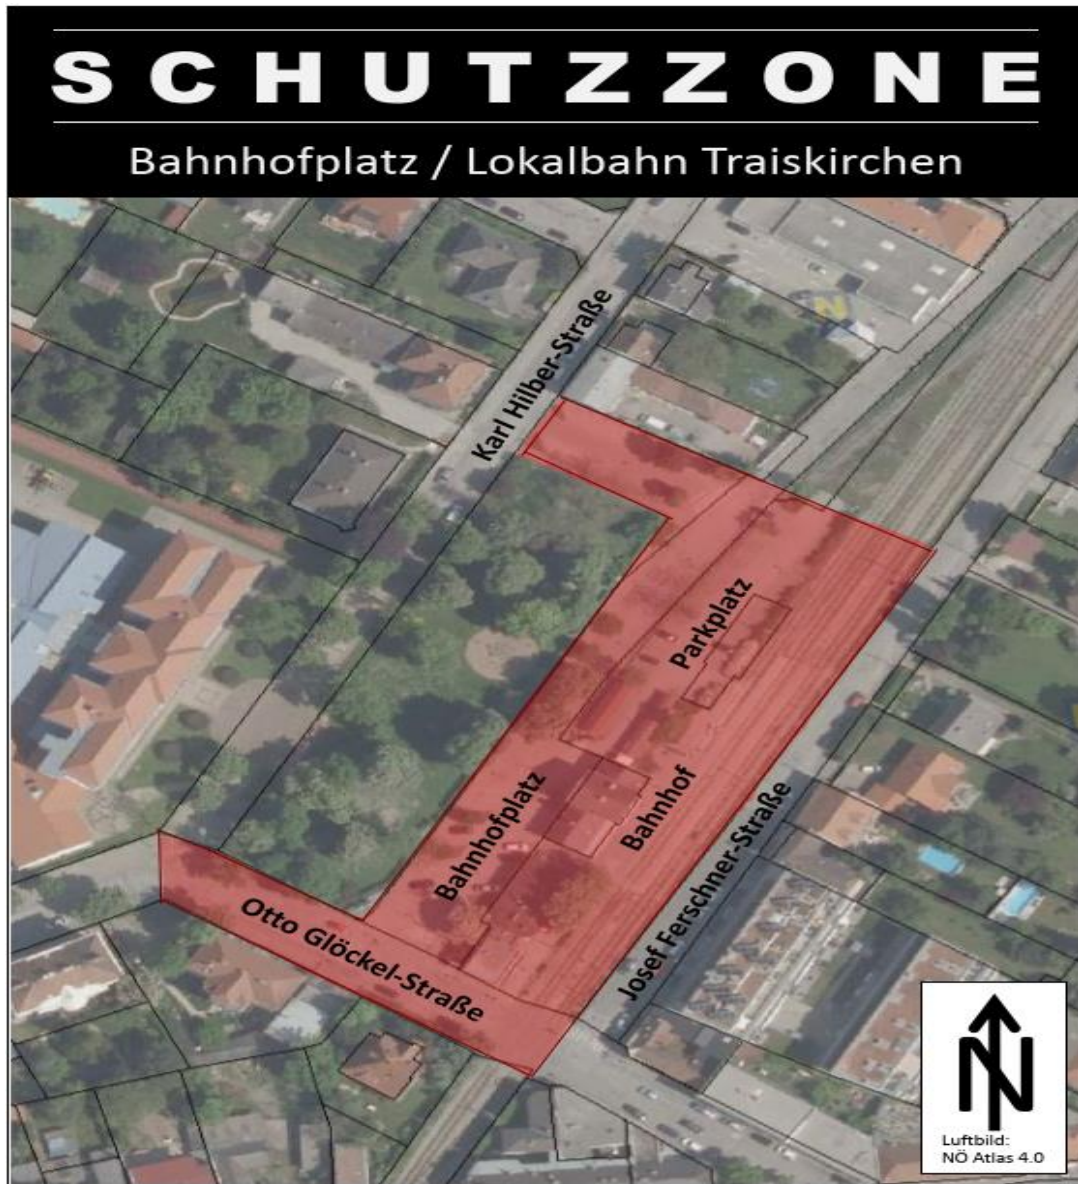 SCHUTZZONE
Bahnhofplatz / Lokalbahn Traiskirchen
Karl Hilber-Straße
Parkplatz
Bahnhofplatz
Bahnhof
Josef Ferschner-Straße
Otto Glöckel-Straße
N
Luftbild:
NÖ Atlas 4.0